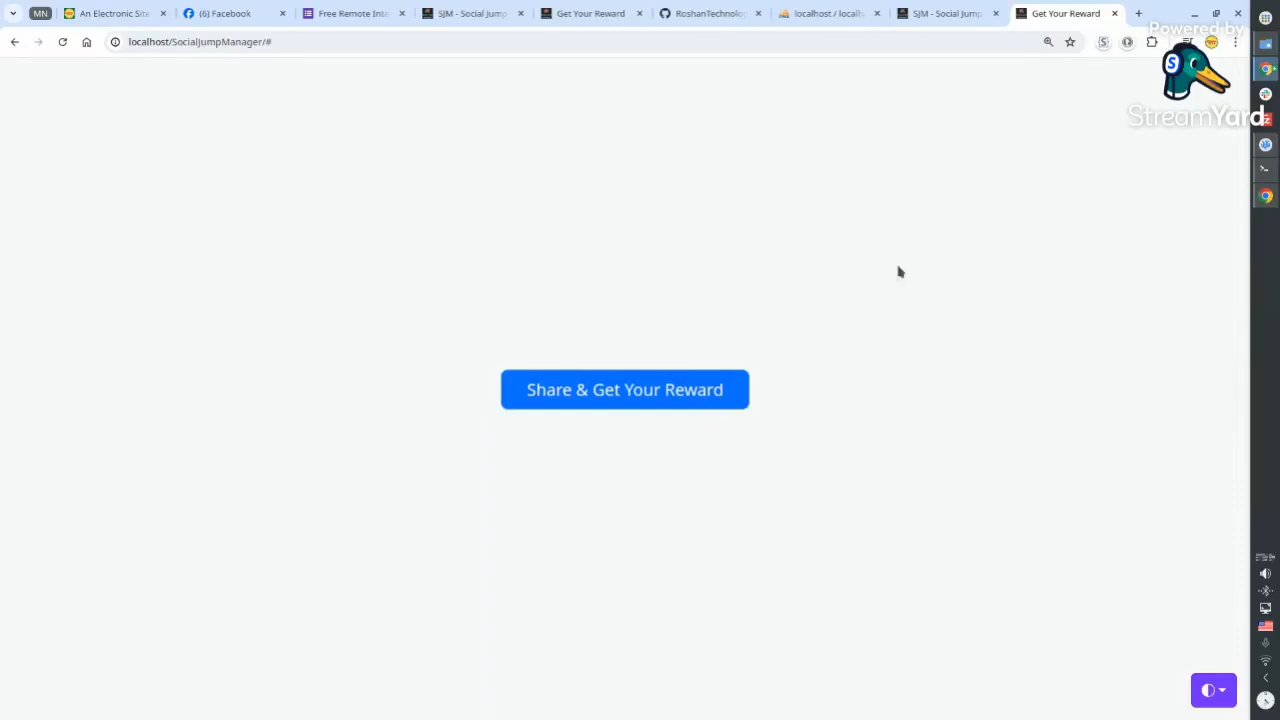 MN
An Electronic Site
(6) Facebook
Free Remote Inte
SJM - Social Jump
Get Your Reward
RoshanTechnolog
localhost / localh
SJM - Social Jump
Get Your Reward
localhost/SocialJumpManager/#
Powered by
S
StreamYard
Share & Get Your Reward